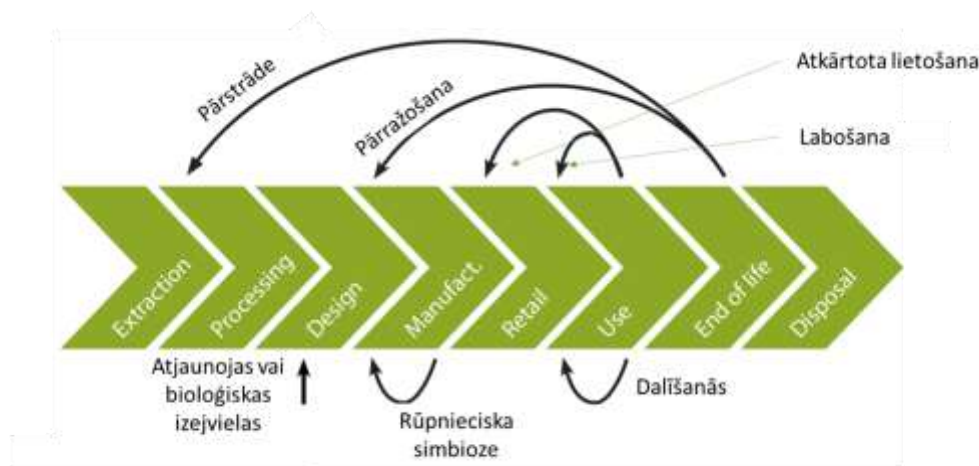 Pārstrāde
Pārražošana
Atkārtota lietošana
Labošana
Extraction
Processing
Design
Manufact.
Retail
Use
End of life
Disposal
Atjaunojas vai
bioloģiskas
izejvielas
Rūpnieciska
simbioze
Dalīšanās